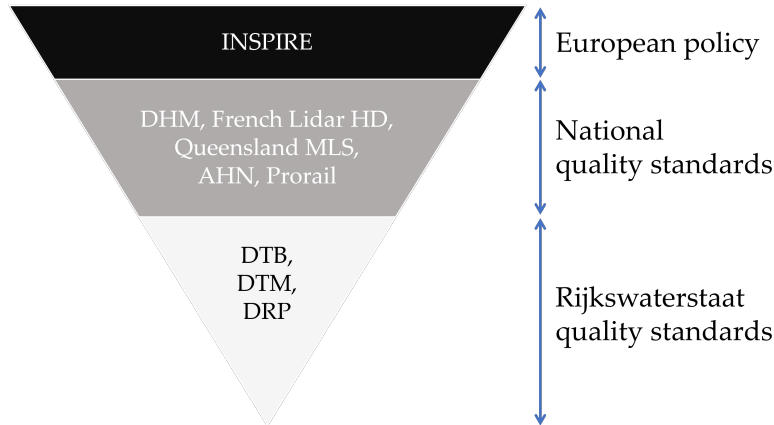 INSPIRE
European policy
DHM, French Lidar HD,
Queensland MLS,
AHN, Prorail
National
quality standards
DTB,
DTM,
DRP
Rijkswaterstaat
quality standards